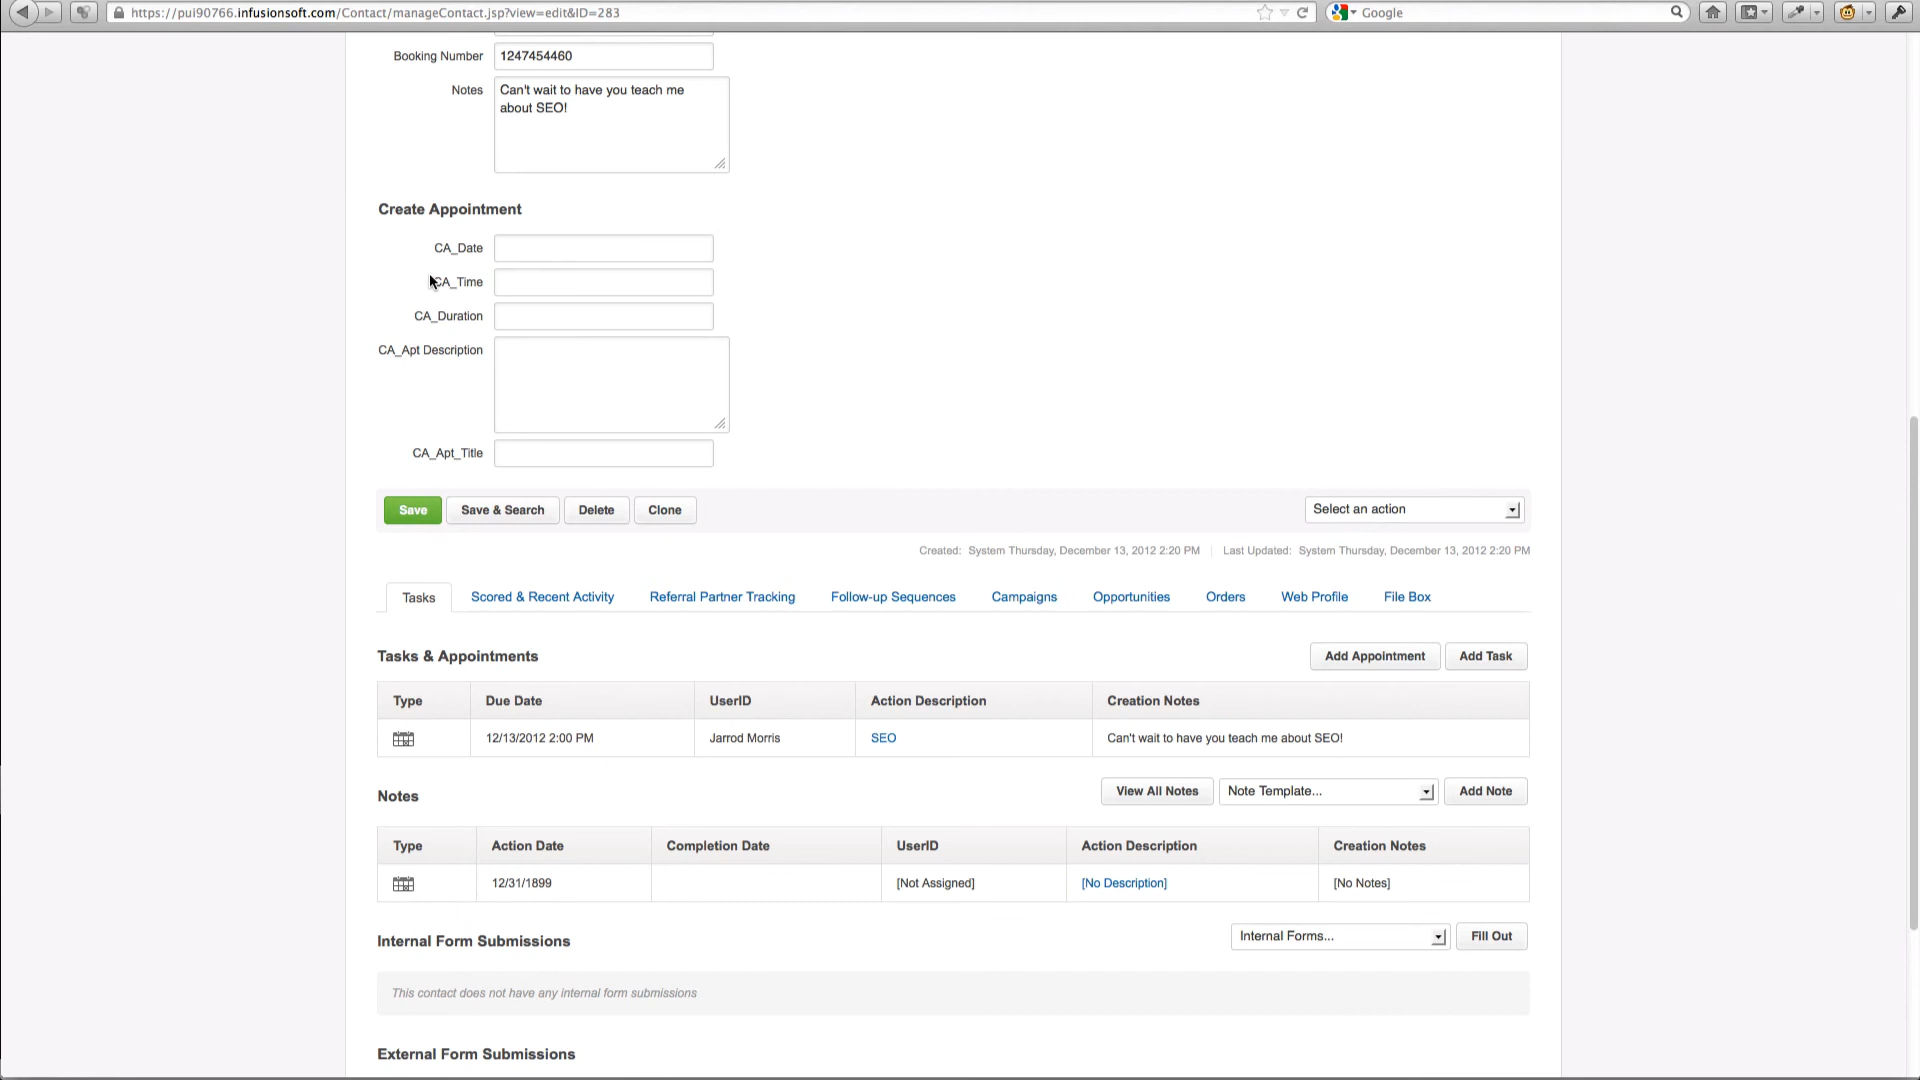 https://pui90766.infusionsoft.com/Contact/manageContact.jsp?view=edit&ID=283
Google
Booking Number 1247454460
Notes Can't wait to have you teach me
about SEO!
Create Appointment
CA_Date
CA_Time
CA_Duration
CA_Apt Description
CA_Apt_Title
Save Save & Search Delete Clone Select an action
Created: System Thursday, December 13, 2012 2:20 PM Last Updated: System Thursday, December 13, 2012 2:20 PM
Tasks Scored & Recent Activity Referral Partner Tracking Follow-up Sequences Campaigns Opportunities Orders Web Profile File Box
Tasks & Appointments Add Appointment Add Task
Type Due Date UserID Action Description Creation Notes
12/13/2012 2:00 PM Jarrod Morris SEO Can't wait to have you teach me about SEO!
Notes View All Notes Note Template... Add Note
Type Action Date Completion Date UserID Action Description Creation Notes
12/31/1899 [Not Assigned] [No Description] [No Notes]
Internal Form Submissions Internal Forms... Fill Out
This contact does not have any internal form submissions
External Form Submissions